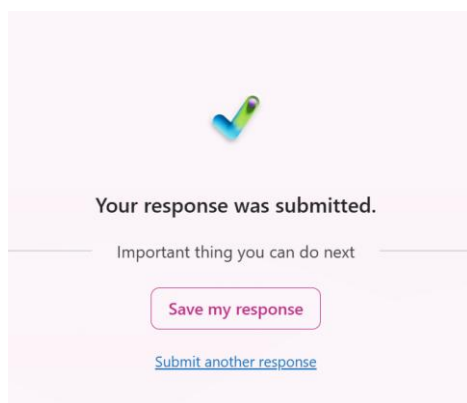 Your response was submitted.
Important thing you can do next
Save my response
Submit another response